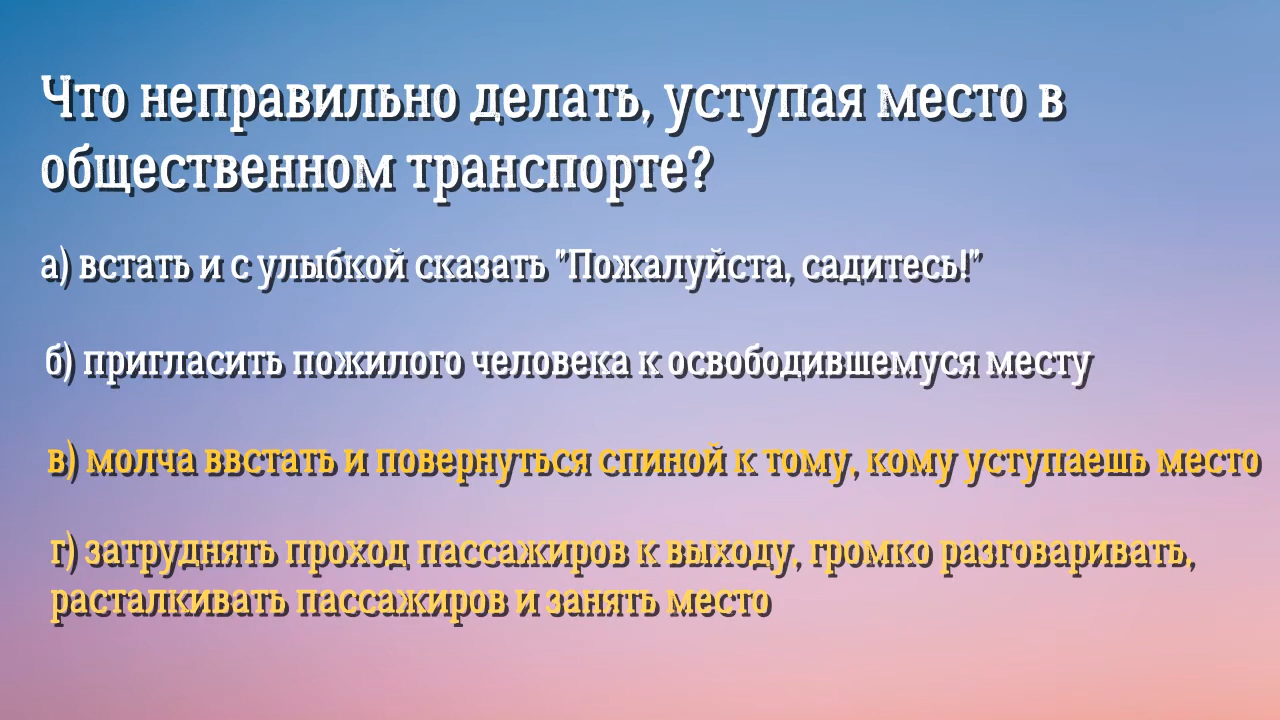 Что неправильно делать, уступая место в
общественном транспорте?
а) встать и с улыбкой сказать "Пожалуйста, садитесь!"
б) пригласить пожилого человека к освободившемуся месту
в) молча ввстать и повернуться спиной к тому, кому уступаешь место
г) затруднять проход пассажиров к выходу, громко разговаривать,
расталкивать пассажиров и занять место